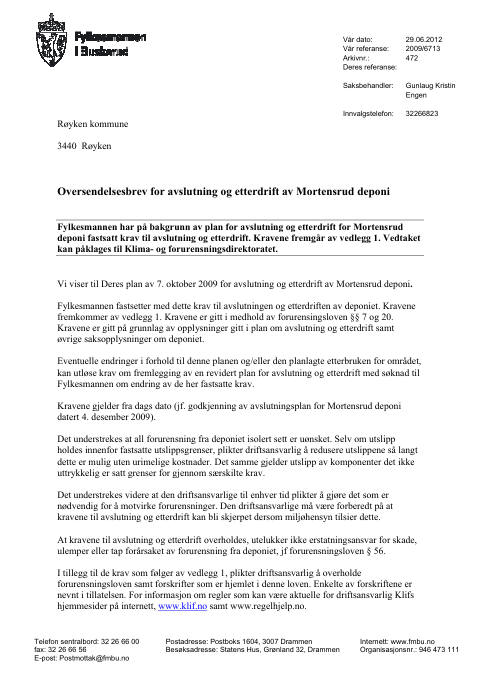 Fylkesmannen
i Buskerud
Vår dato: 29.06.2012
Vår referanse: 2009/6713
Arkivnr.: 472
Deres referanse:
Saksbehandler: Gunlaug Kristin
Engen
Innvalgstelefon: 32266823
Røyken kommune
3440 Røyken
Oversendelsesbrev for avslutning og etterdrift av Mortensrud deponi
Fylkesmannen har på bakgrunn av plan for avslutning og etterdrift for Mortensrud
deponi fastsatt krav til avslutning og etterdrift. Kravene fremgår av vedlegg 1. Vedtaket
kan påklages til Klima- og forurensningsdirektoratet.
Vi viser til Deres plan av 7. oktober 2009 for avslutning og etterdrift av Mortensrud deponi.
Fylkesmannen fastsetter med dette krav til avslutningen og etterdriften av deponiet. Kravene
fremkommer av vedlegg 1. Kravene er gitt i medhold av forurensingsloven §§ 7 og 20.
Kravene er gitt på grunnlag av opplysninger gitt i plan om avslutning og etterdrift samt
øvrige saksopplysninger om deponiet.
Eventuelle endringer i forhold til denne planen og/eller den planlagte etterbruken for området,
kan utløse krav om fremlegging av en revidert plan for avslutning og etterdrift med søknad til
Fylkesmannen om endring av de her fastsatte krav.
Kravene gjelder fra dags dato (jf. godkjenning av avslutningsplan for Mortensrud deponi
datert 4. desember 2009).
Det understrekes at all forurensning fra deponiet isolert sett er uønsket. Selv om utslipp
holdes innenfor fastsatte utslippsgrenser, plikter driftsansvarlig å redusere utslippene så langt
dette er mulig uten urimelige kostnader. Det samme gjelder utslipp av komponenter det ikke
uttrykkelig er satt grenser for gjennom særskilte krav.
Det understrekes videre at den driftsansvarlige til enhver tid plikter å gjøre det som er
nødvendig for å motvirke forurensninger. Den driftsansvarlige må være forberedt på at
kravene til avslutning og etterdrift kan bli skjerpet dersom miljøhensyn tilsier dette.
At kravene til avslutning og etterdrift overholdes, utelukker ikke erstatningsansvar for skade,
ulemper eller tap forårsaket av forurensning fra deponiet, jf forurensningsloven § 56.
I tillegg til de krav som følger av vedlegg 1, plikter driftsansvarlig å overholde
forurensningsloven samt forskrifter som er hjemlet i denne loven. Enkelte av forskriftene er
nevnt i tillatelsen. For informasjon om regler som kan være aktuelle for driftsansvarlig Klifs
hjemmesider på internett, www.klif.no samt www.regelhjelp.no.
Telefon sentralbord: 32 26 66 00 Postadresse: Postboks 1604, 3007 Drammen Internett: www.fmbu.no
fax: 32 26 66 56 Besøksadresse: Statens Hus, Grønland 32, Drammen Organisasjonsnr.: 946 473 111
E-post: Postmottak@fmbu.no